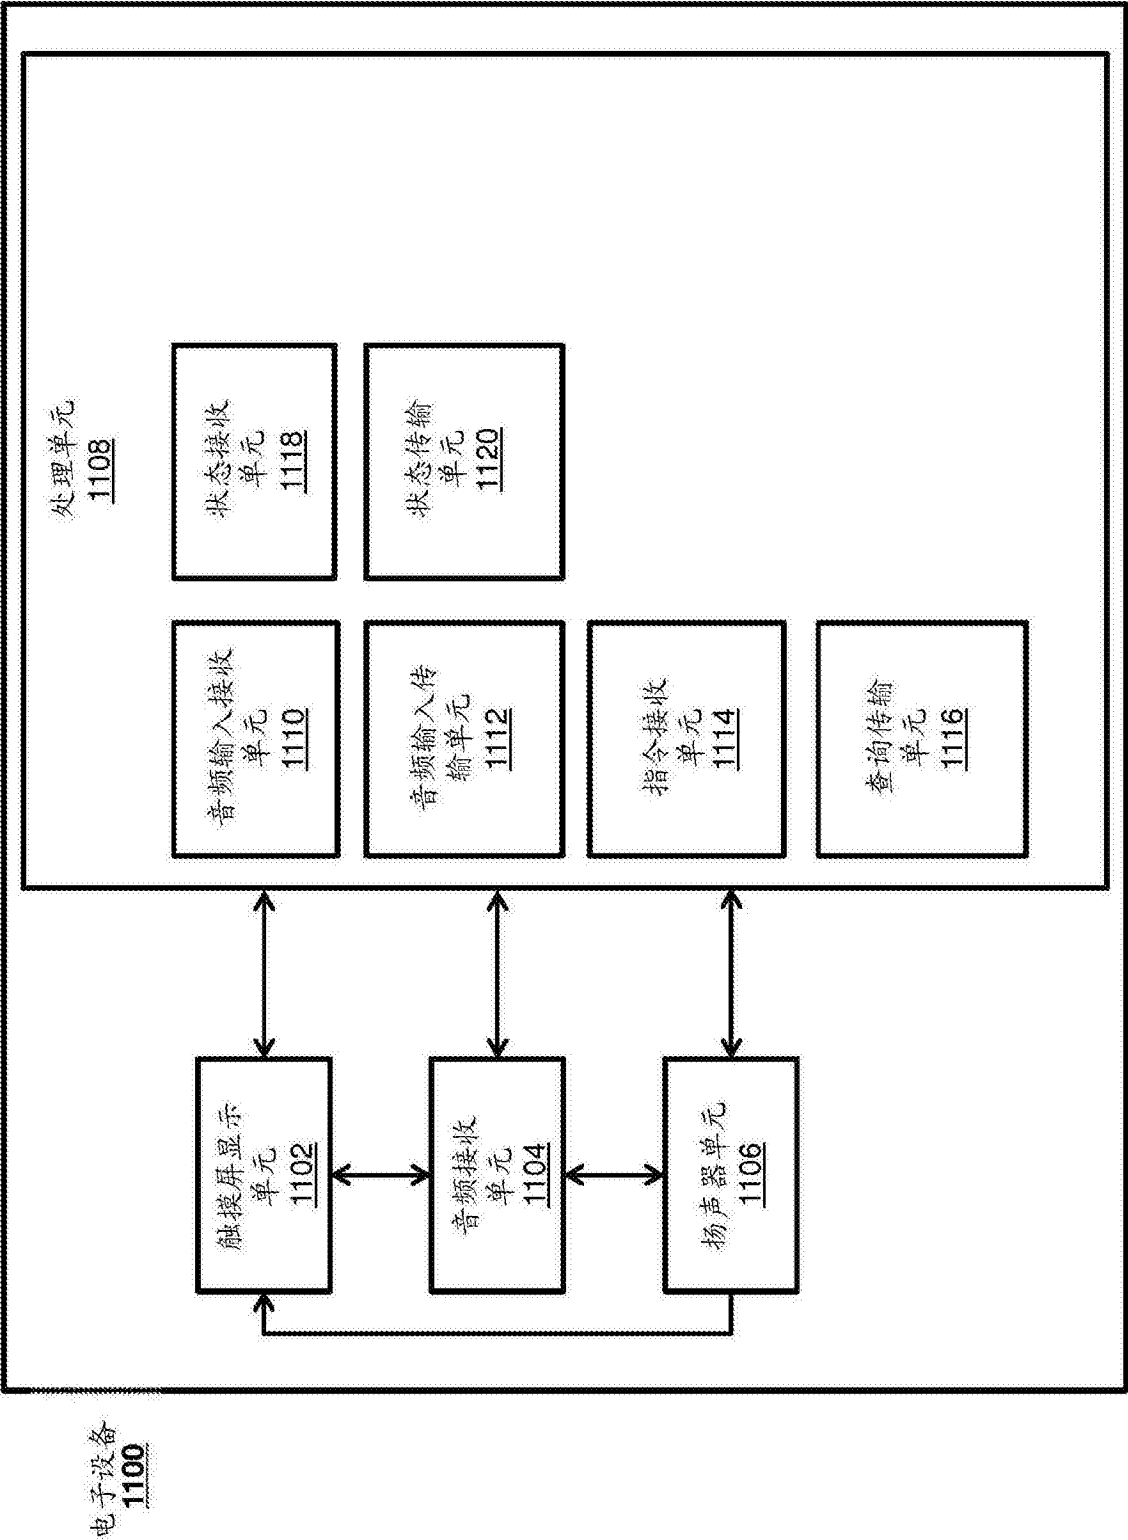 电子设备
1100
触摸屏显示
单元
1102
音频接收
单元
1104
扬声器单元
1106
处理单元
1108
音频输入接收
单元
1110
音频输入传
输单元
1112
指令接收
单元
1114
查询传输
单元
1116
状态接收
单元
1118
状态传输
单元
1120